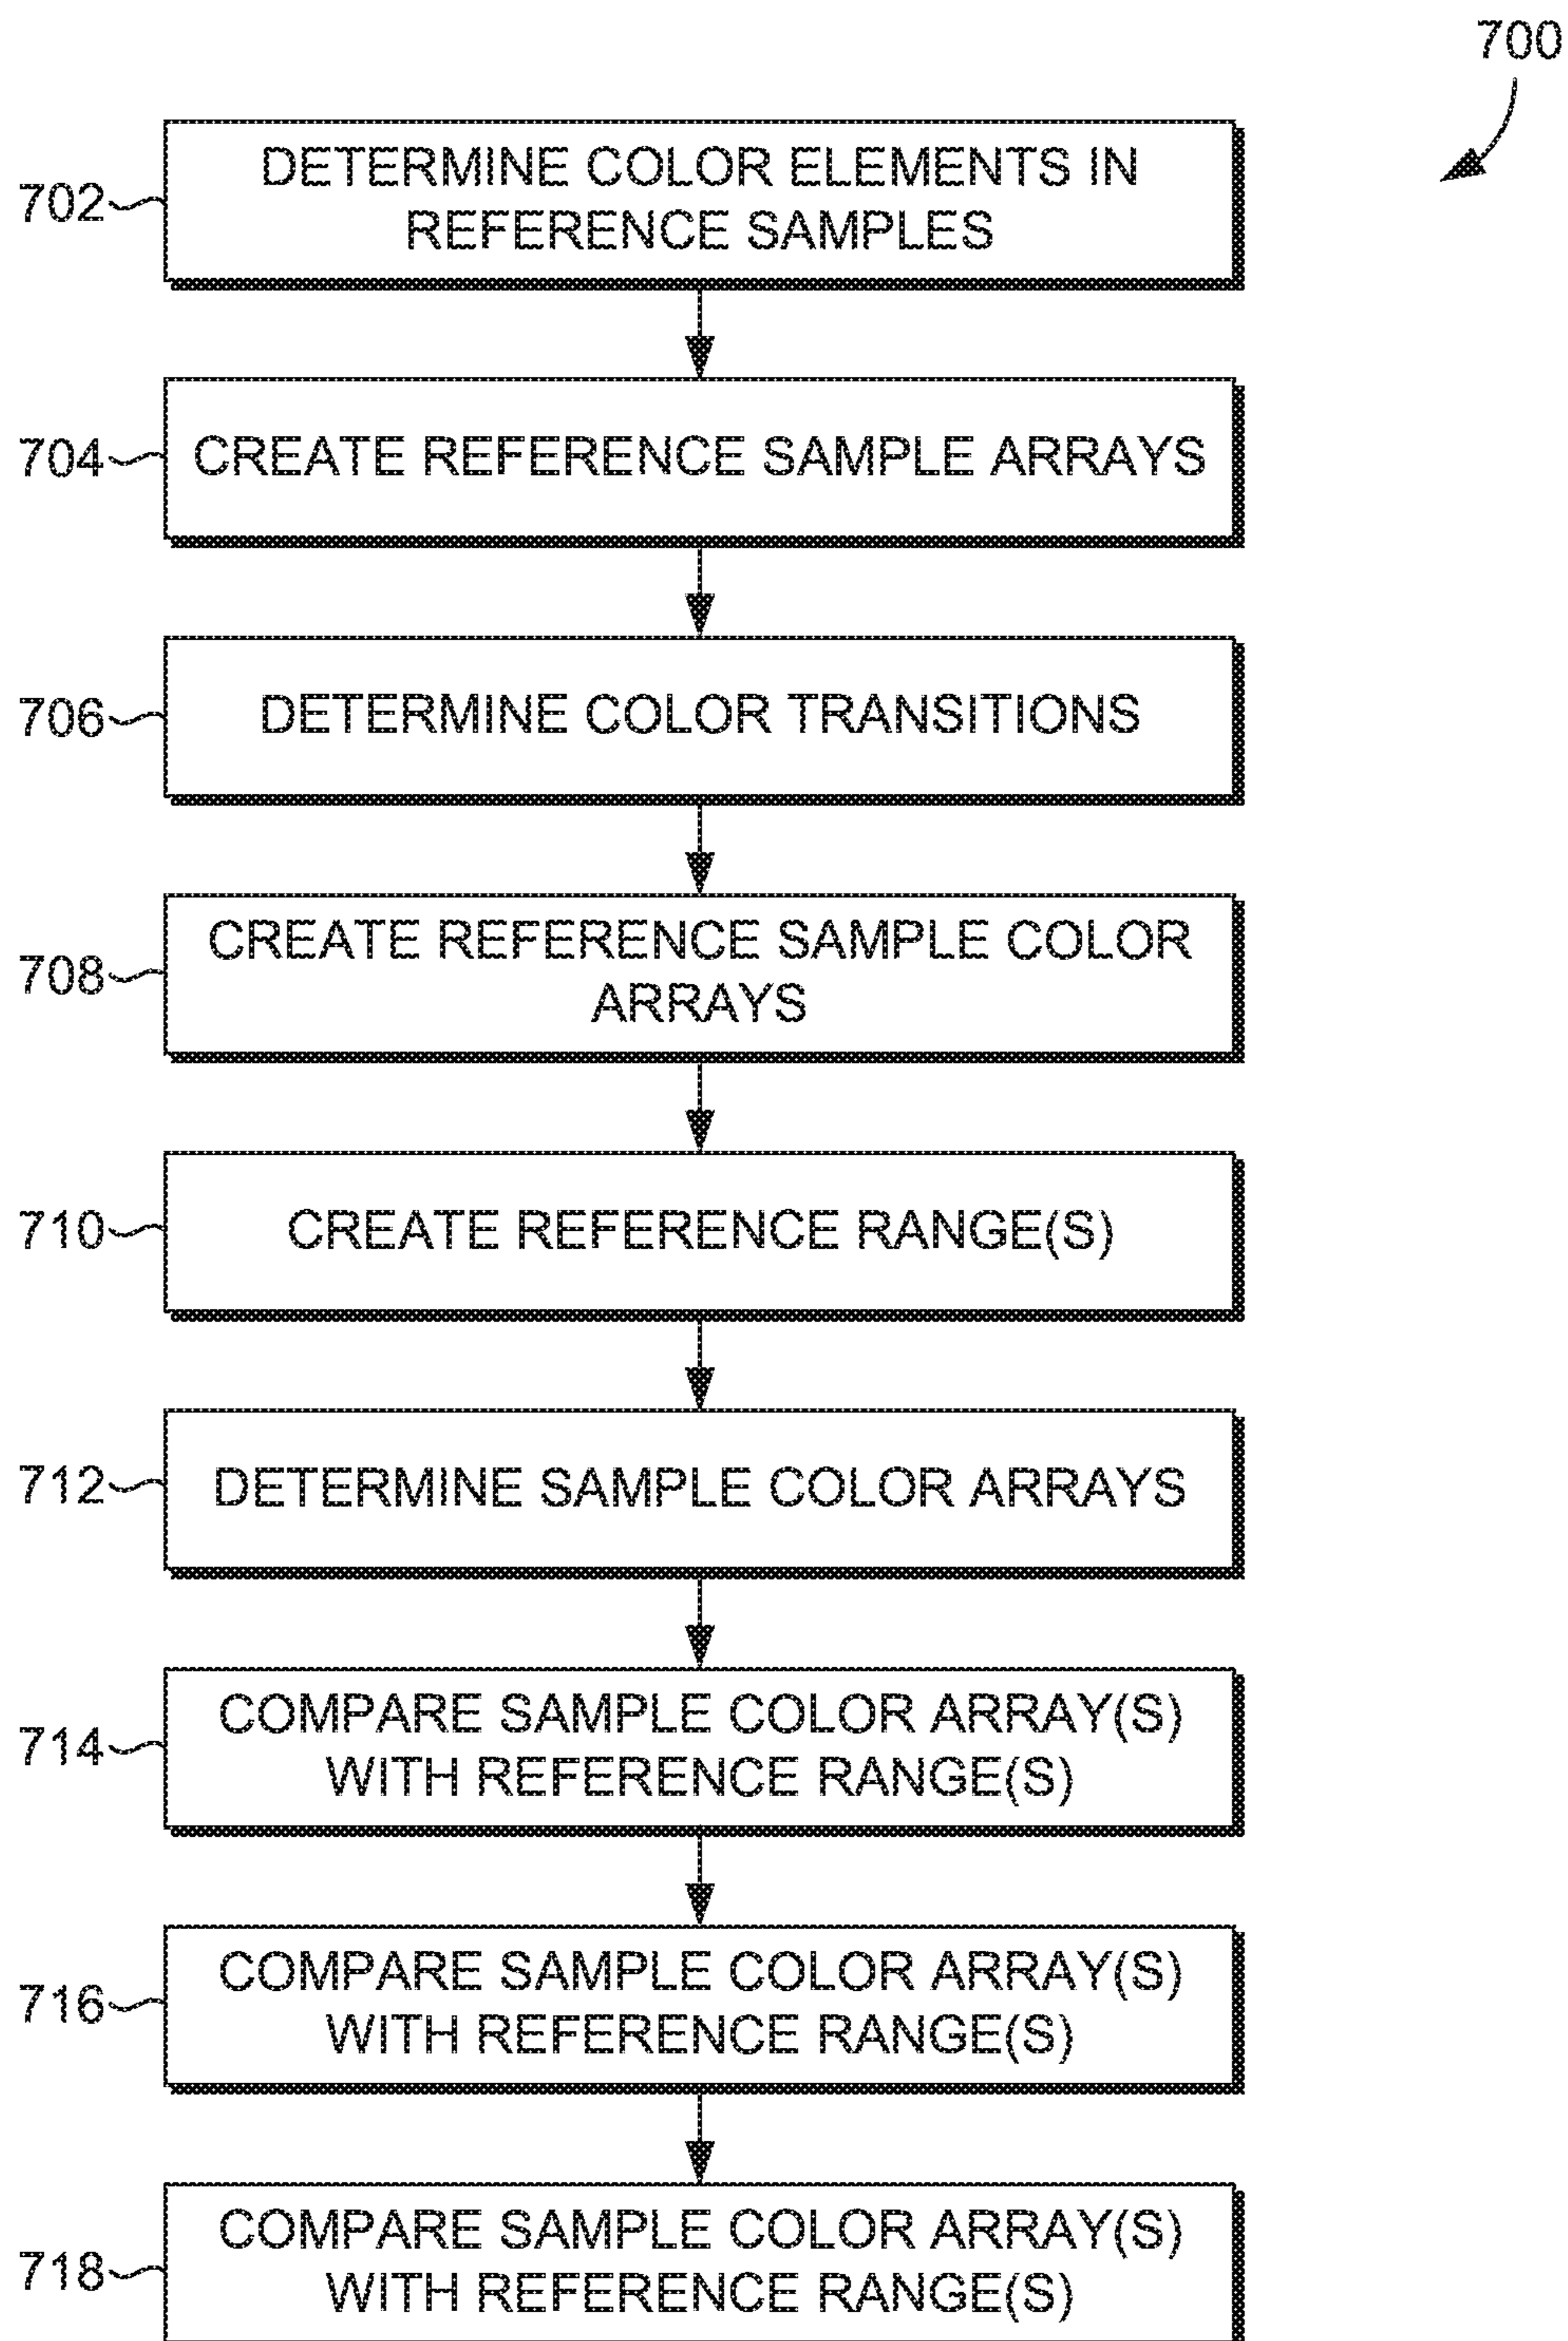 700
702
DETERMINE COLOR ELEMENTS IN
REFERENCE SAMPLES
704
CREATE REFERENCE SAMPLE ARRAYS
706
DETERMINE COLOR TRANSITIONS
708
CREATE REFERENCE SAMPLE COLOR
ARRAYS
710
CREATE REFERENCE RANGE(S)
712
DETERMINE SAMPLE COLOR ARRAYS
714
COMPARE SAMPLE COLOR ARRAY(S)
WITH REFERENCE RANGE(S)
716
COMPARE SAMPLE COLOR ARRAY(S)
WITH REFERENCE RANGE(S)
718
COMPARE SAMPLE COLOR ARRAY(S)
WITH REFERENCE RANGE(S)